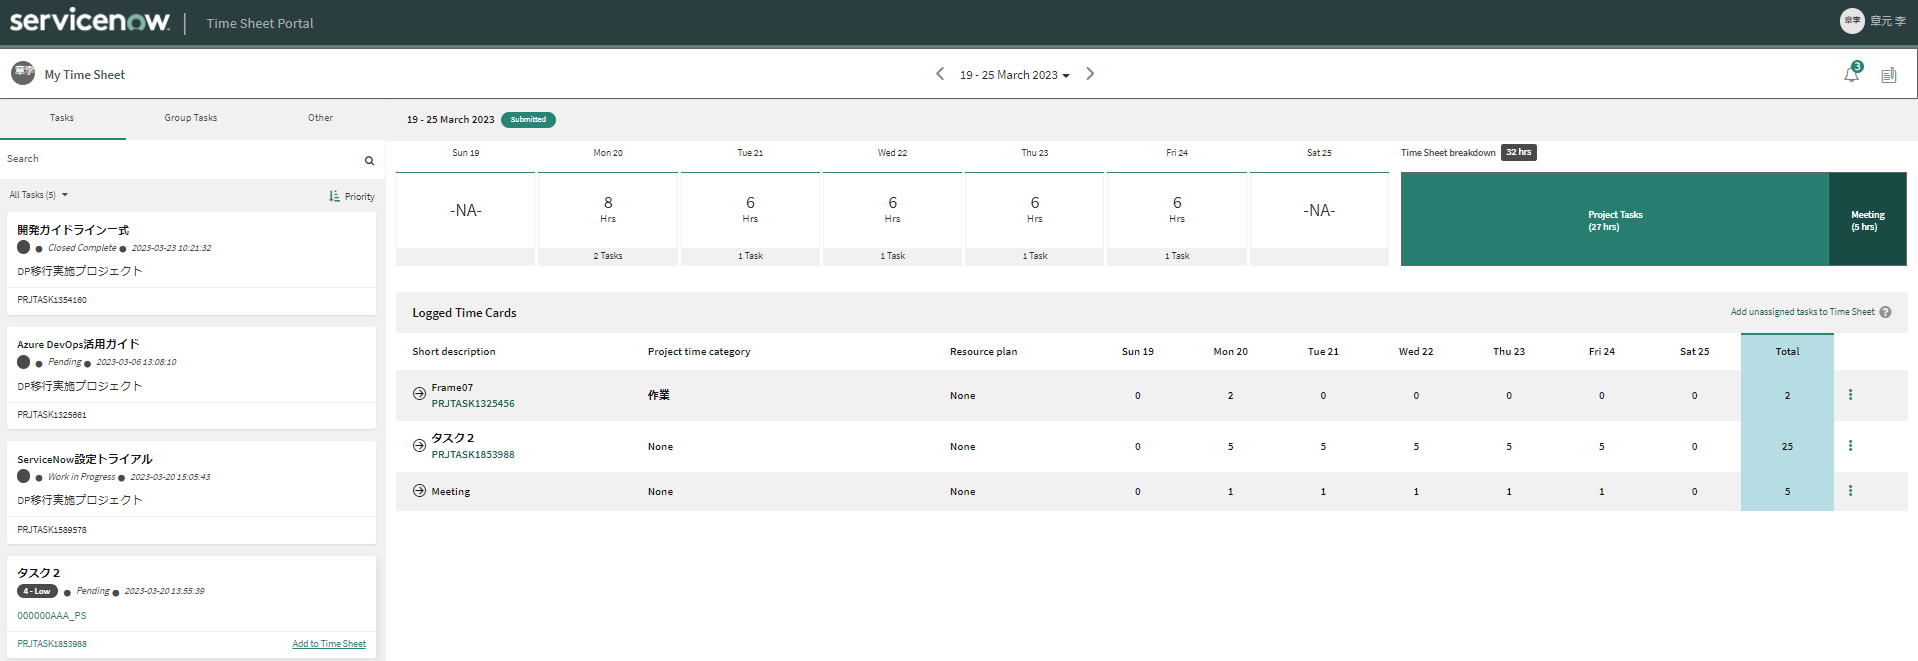 servicenow. Time Sheet Portal
章李 章元 李
章李 My Time Sheet
19 - 25 March 2023
3
Tasks Group Tasks Other
19 - 25 March 2023 Submitted
Search
All Tasks (5) Priority
開発ガイドライン一式
Closed Complete 2023-03-23 10:21:32
DP移行実施プロジェクト
PRJTASK1354160
Azure DevOps活用ガイド
Pending 2023-03-06 13:08:10
DP移行実施プロジェクト
PRJTASK1325661
ServiceNow設定トライアル
Work in Progress 2023-03-20 15:05:43
DP移行実施プロジェクト
PRJTASK1589578
タスク２
4 - Low Pending 2023-03-20 13:55:39
000000AAA_PS
PRJTASK1853988 Add to Time Sheet
Sun 19 Mon 20 Tue 21 Wed 22 Thu 23 Fri 24 Sat 25
-NA- 8 6 6 6 6 -NA-
Hrs Hrs Hrs Hrs Hrs
2 Tasks 1 Task 1 Task 1 Task 1 Task
Time Sheet breakdown 32 hrs
Project Tasks
(27 hrs)
Meeting
(5 hrs)
Logged Time Cards Add unassigned tasks to Time Sheet ?
Short description Project time category Resource plan Sun 19 Mon 20 Tue 21 Wed 22 Thu 23 Fri 24 Sat 25 Total
Frame07
PRJTASK1325456 作業 None 0 2 0 0 0 0 0 2
タスク２
PRJTASK1853988 None None 0 5 5 5 5 5 0 25
Meeting None None 0 1 1 1 1 1 0 5